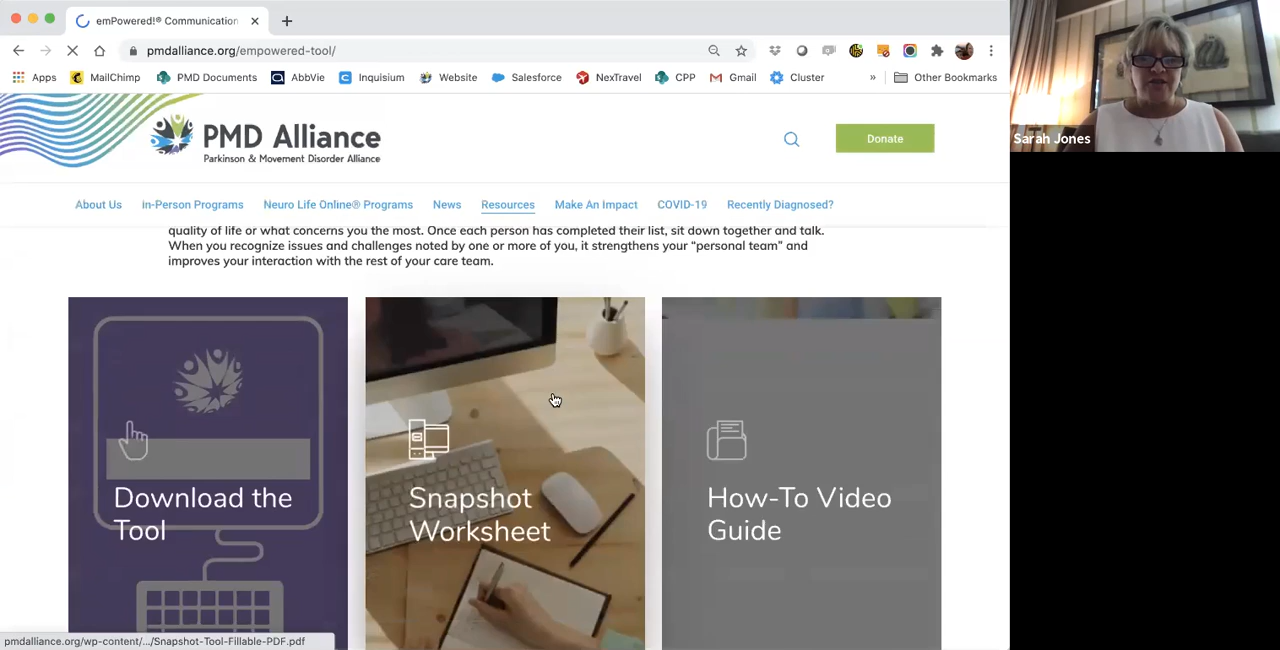 emPowered!® Communication
pmdalliance.org/empowered-tool/
Apps MailChimp PMD Documents AbbVie Inquisium Website Salesforce NexTravel CPP Gmail Cluster » Other Bookmarks
Sarah Jones
PMD Alliance
Parkinson & Movement Disorder Alliance
Donate
About Us in-Person Programs Neuro Life Online® Programs News Resources Make An Impact COVID-19 Recently Diagnosed?
quality of life or what concerns you the most. Once each person has completed their list, sit down together and talk.
When you recognize issues and challenges noted by one or more of you, it strengthens your “personal team” and
improves your interaction with the rest of your care team.
Download the
Tool
Snapshot
Worksheet
How-To Video
Guide
pmdalliance.org/wp-content/.../Snapshot-Tool-Fillable-PDF.pdf